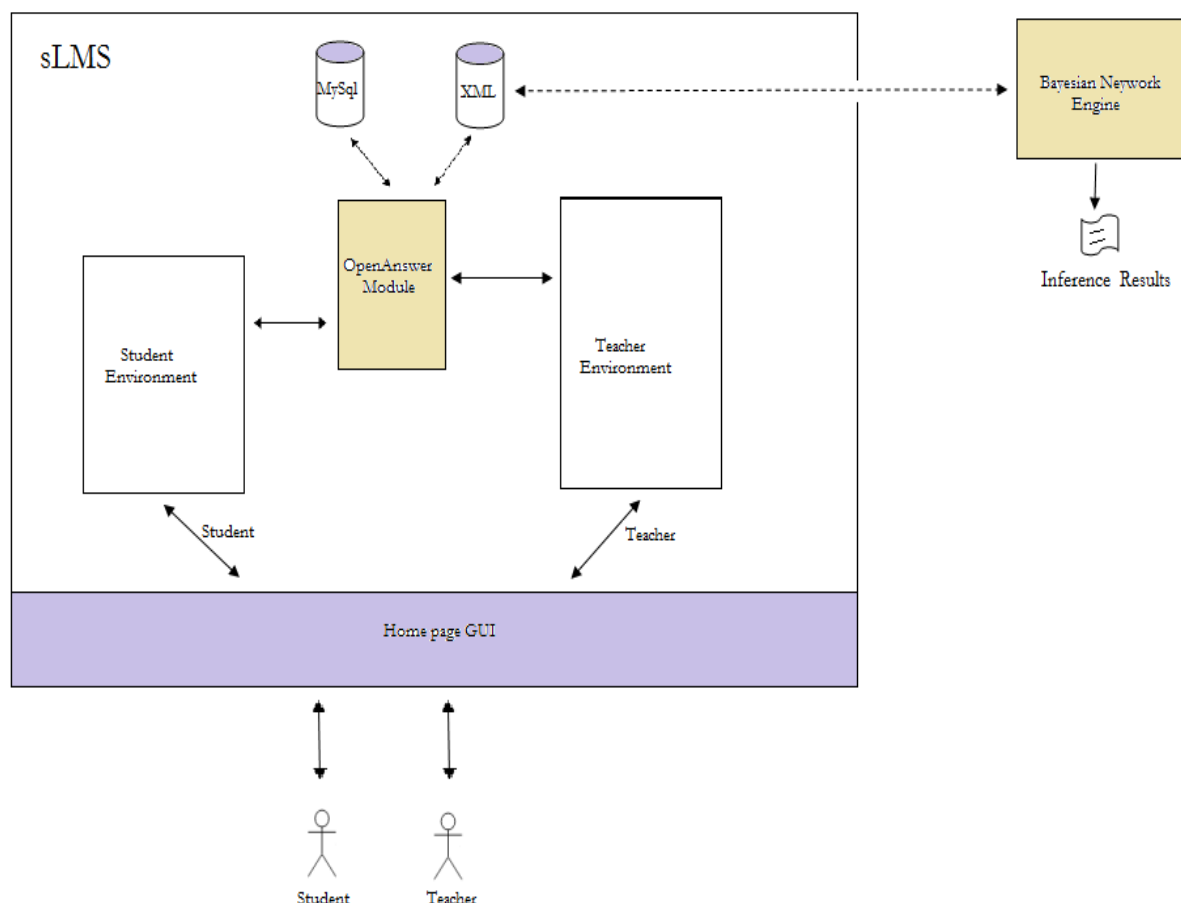 sLMS
MySql
XML
Bayesian Neywork
Engine
Inference Results
OpenAnswer
Module
Student
Environment
Teacher
Environment
Student
Teacher
Home page GUI
Student
Teacher